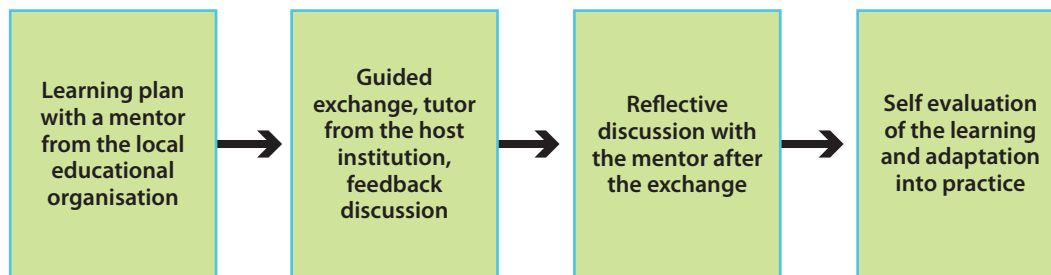 Learning plan
with a mentor
from the local
educational
organisation
Guided
exchange, tutor
from the host
institution,
feedback
discussion
Reflective
discussion with
the mentor after
the exchange
Self evaluation
of the learning
and adaptation
into practice